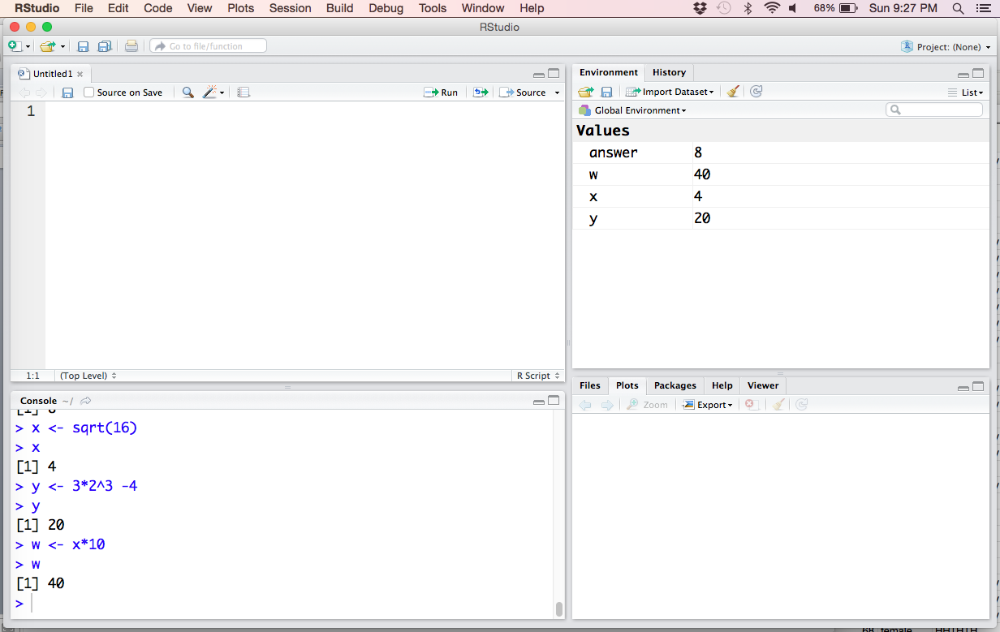 RStudio File Edit Code View Plots Session Build Debug Tools Window Help 68% Sun 9:27 PM
RStudio
Go to file/function Project: (None)
Untitled1
Source on Save Run Source
1
1:1 (Top Level) R Script
Console ~/
> x <- sqrt(16)
> x
[1] 4
> y <- 3*2^3 -4
> y
[1] 20
> w <- x*10
> w
[1] 40
>
Environment History
Import Dataset List
Global Environment
Values
answer 8
w 40
x 4
y 20
Files Plots Packages Help Viewer
Zoom Export